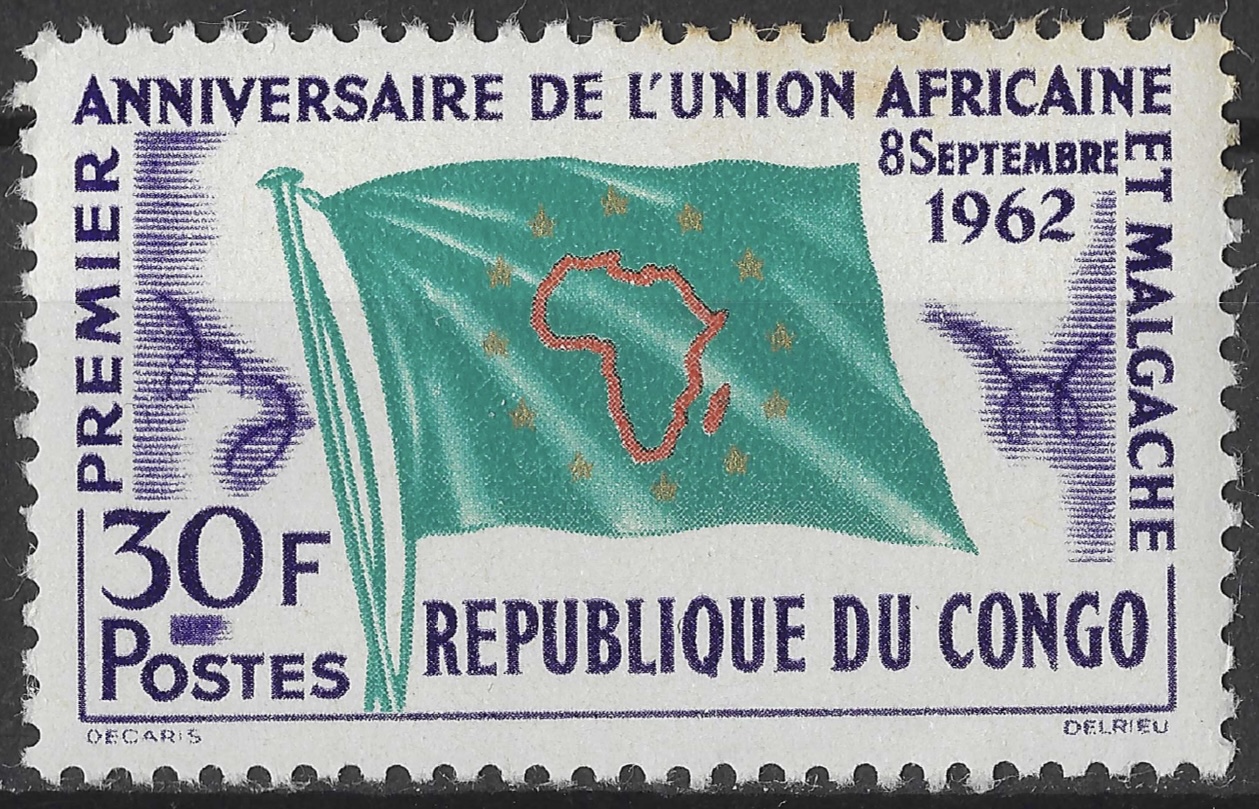 PREMIER
ANNIVERSAIRE DE L'UNION AFRICAINE
ET MALGACHE
8 SEPTEMBRE
1962
30F
POSTES
REPUBLIQUE DU CONGO
DECARIS
DELRIEU